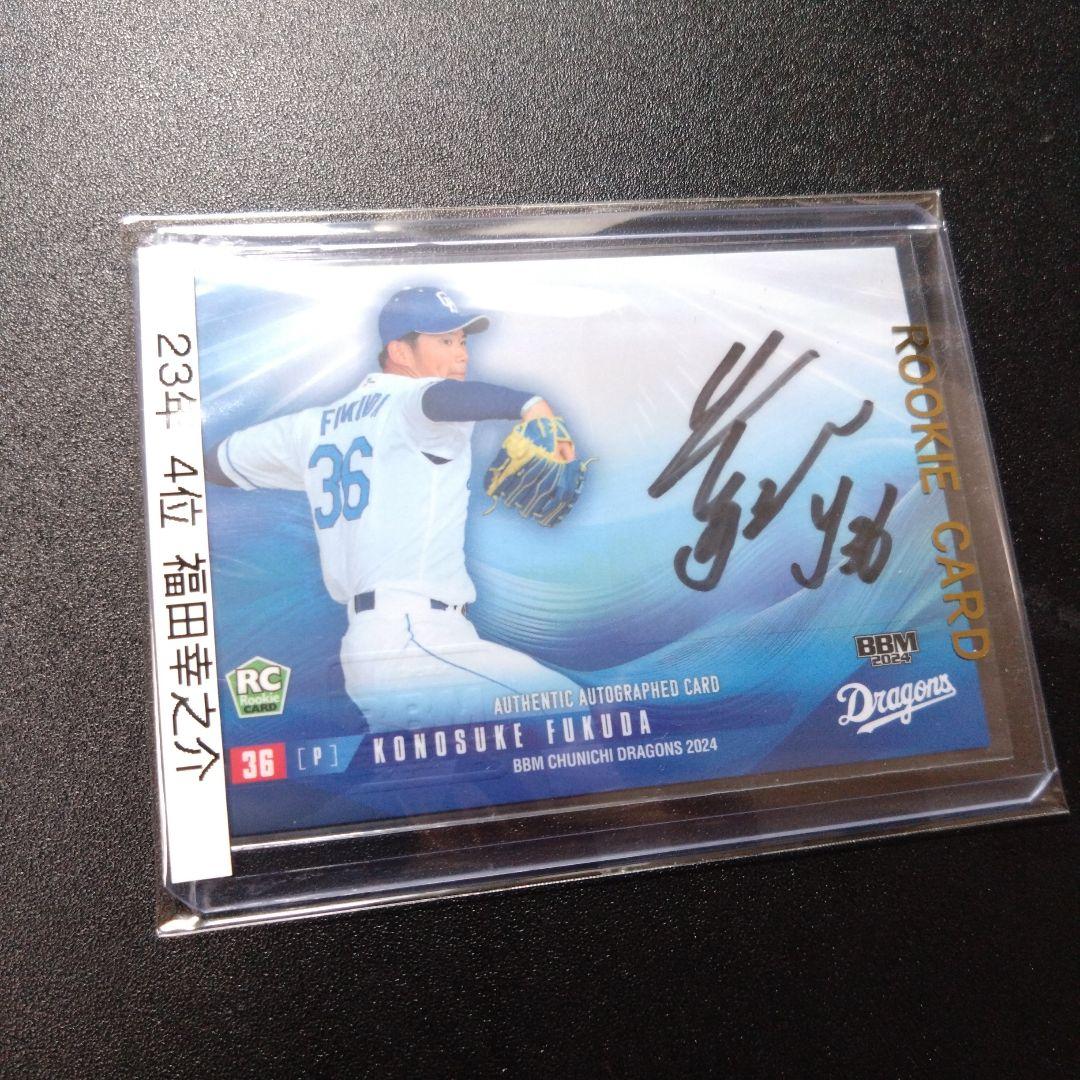 23年 4位 福田幸之介
36
RC
Rookie
CARD
36 [P] KONOSUKE FUKUDA
AUTHENTIC AUTOGRAPHED CARD
BBM CHUNICHI DRAGONS 2024
BBM
2024
Dragons
ROOKIE CARD